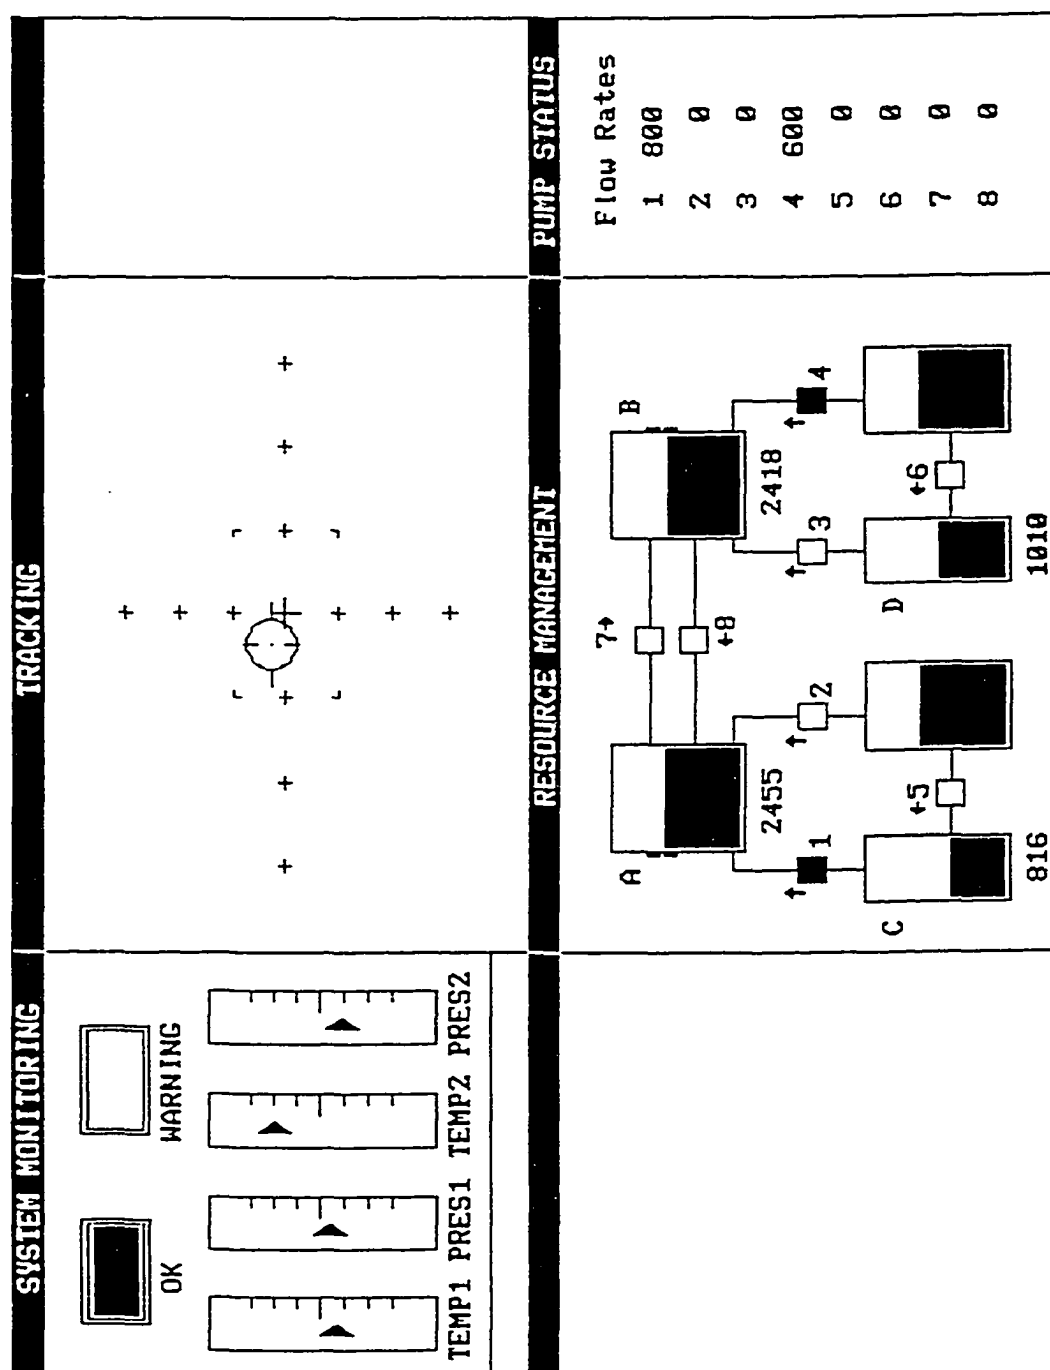 SYSTEM MONITORING
OK
WARNING
TEMP1 PRES1 TEMP2 PRES2
TRACKING
RESOURCE MANAGEMENT
A
B
7→
←8
2455
2418
1
2
3
4
C
D
←5
←6
816
1010
PUMP STATUS
Flow Rates
1 800
2 0
3 0
4 600
5 0
6 0
7 0
8 0